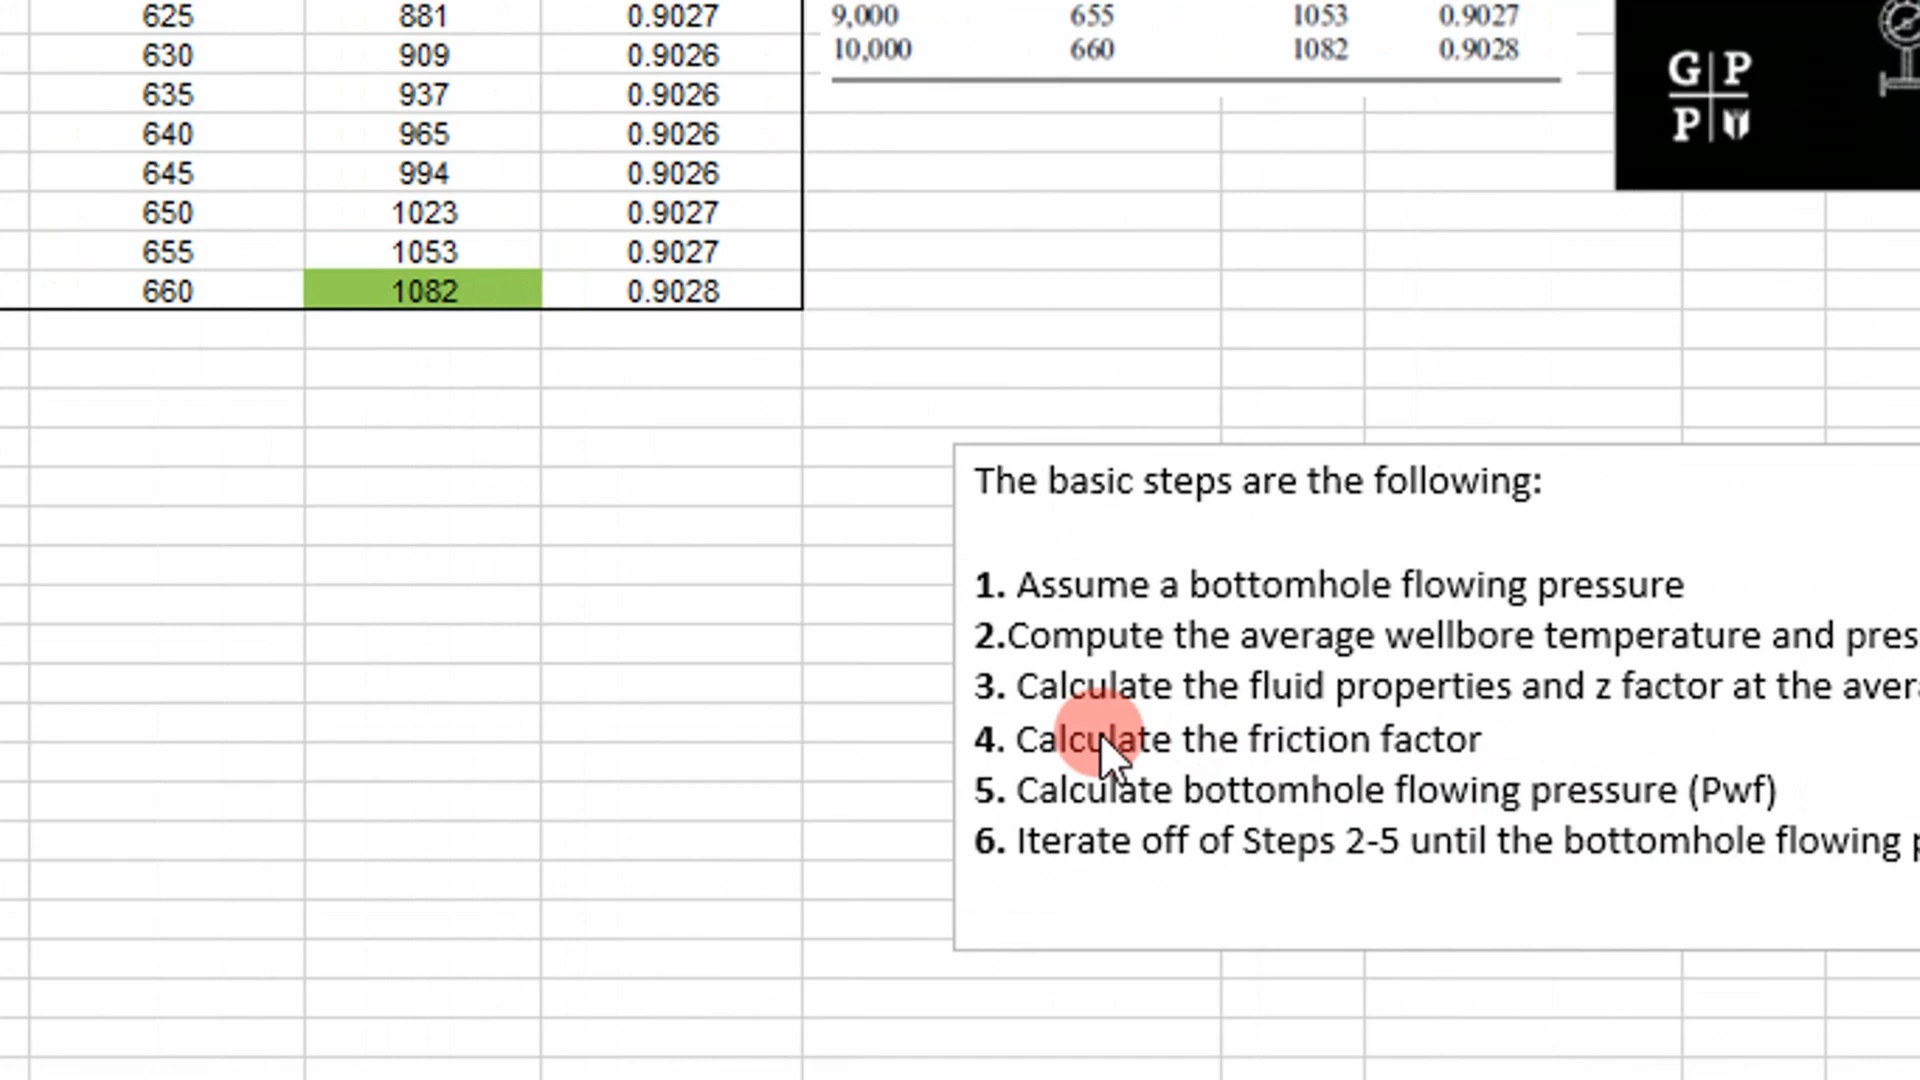 625 881 0.9027
630 909 0.9026
635 937 0.9026
640 965 0.9026
645 994 0.9026
650 1023 0.9027
655 1053 0.9027
660 1082 0.9028
9,000 655 1053 0.9027
10,000 660 1082 0.9028
G P
P
The basic steps are the following:
1. Assume a bottomhole flowing pressure
2.Compute the average wellbore temperature and pres
3. Calculate the fluid properties and z factor at the avera
4. Calculate the friction factor
5. Calculate bottomhole flowing pressure (Pwf)
6. Iterate off of Steps 2-5 until the bottomhole flowing p